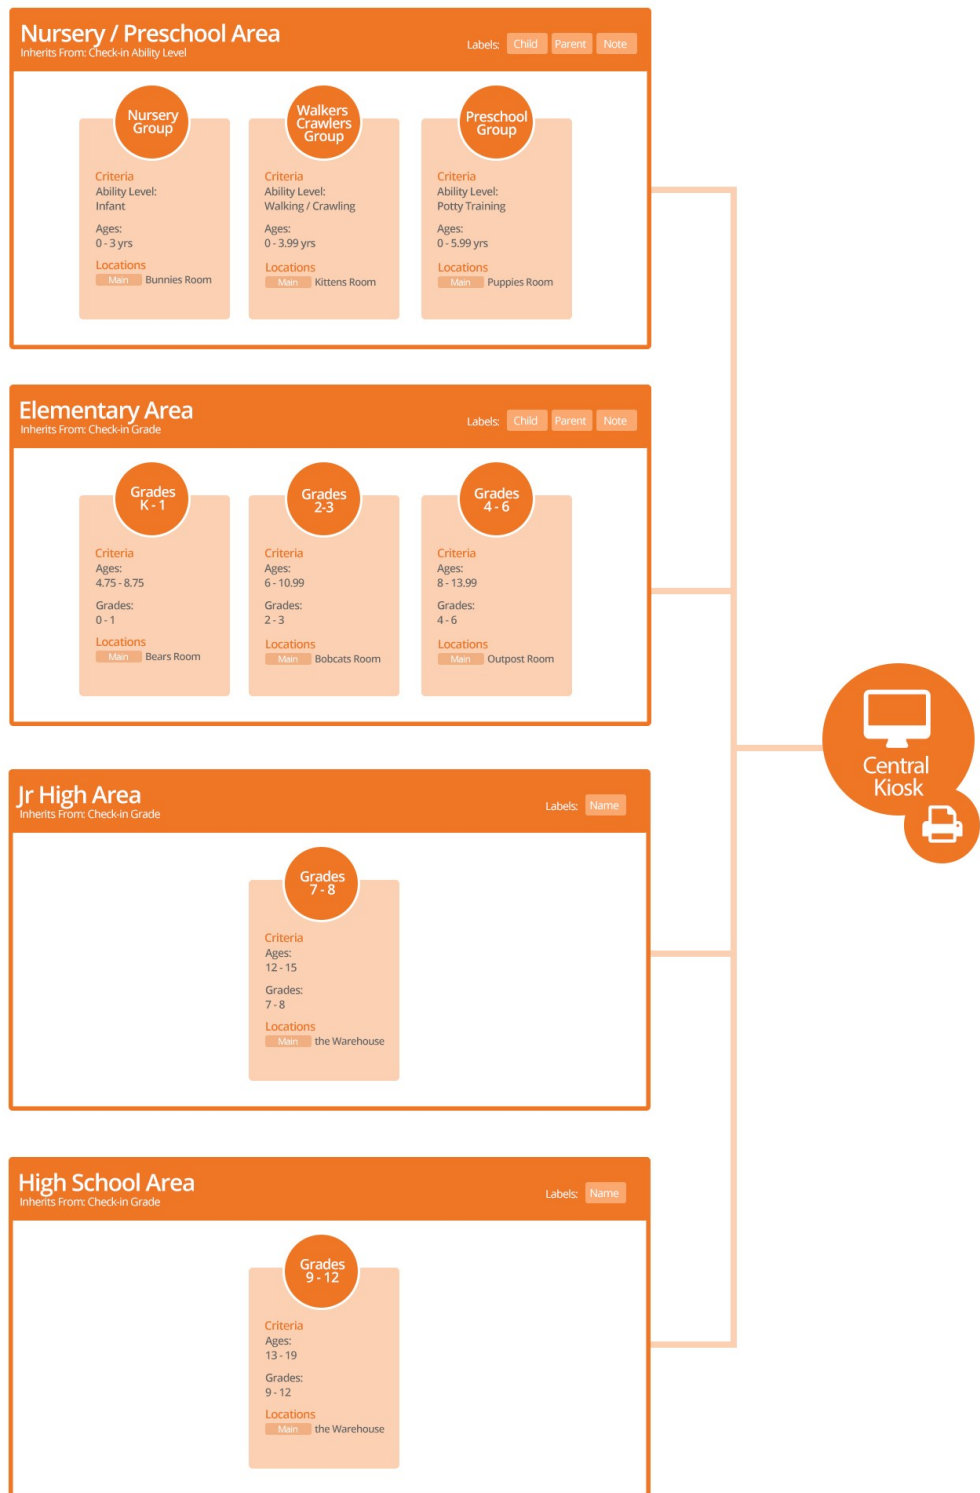 Nursery / Preschool Area
Inherits From: Check-in Ability Level
Labels: Child Parent Note
Nursery
Group
Criteria
Ability Level:
Infant
Ages:
0 - 3 yrs
Locations
Main Bunnies Room
Walkers
Crawlers
Group
Criteria
Ability Level:
Walking / Crawling
Ages:
0 - 3.99 yrs
Locations
Main Kittens Room
Preschool
Group
Criteria
Ability Level:
Potty Training
Ages:
0 - 5.99 yrs
Locations
Main Puppies Room
Elementary Area
Inherits From: Check-in Grade
Labels: Child Parent Note
Grades
K - 1
Criteria
Ages:
4.75 - 8.75
Grades:
0 - 1
Locations
Main Bears Room
Grades
2-3
Criteria
Ages:
6 - 10.99
Grades:
2 - 3
Locations
Main Bobcats Room
Grades
4 - 6
Criteria
Ages:
8 - 13.99
Grades:
4 - 6
Locations
Main Outpost Room
Jr High Area
Inherits From: Check-in Grade
Labels: Name
Grades
7 - 8
Criteria
Ages:
12 - 15
Grades:
7 - 8
Locations
Main the Warehouse
High School Area
Inherits From: Check-in Grade
Labels: Name
Grades
9 - 12
Criteria
Ages:
13 - 19
Grades:
9 - 12
Locations
Main the Warehouse
Central
Kiosk